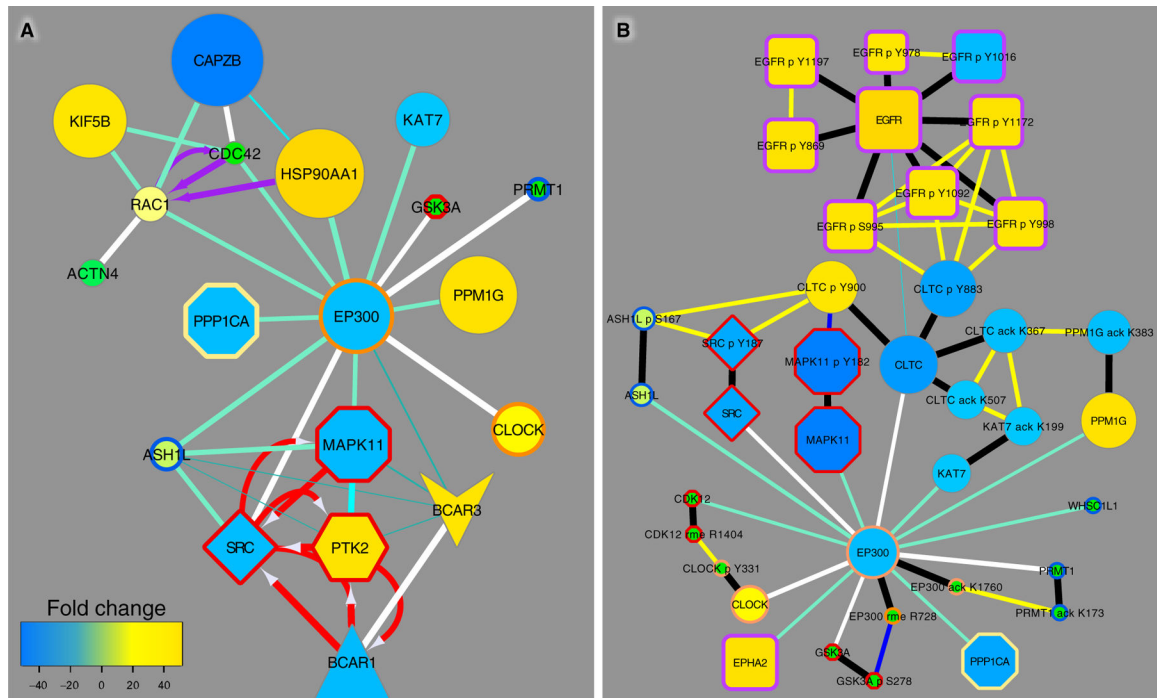 A
CAPZB
KIF5B
CDC42
KAT7
HSP90AA1
PRMT1
GSK3A
RAC1
ACTN4
PPM1G
PPP1CA
EP300
CLOCK
MAPK11
ASH1L
BCAR3
SRC
PTK2
BCAR1
Fold change
−40 −20 0 20 40
B
EGFR p Y978
EGFR p Y1016
EGFR p Y1197
EGFR
EGFR p Y1172
EGFR p Y869
EGFR p Y1092
EGFR p S995
EGFR p Y998
CLTC p Y900
CLTC p Y883
ASH1L p S167
CLTC ack K367
PPM1G ack K383
SRC p Y187
MAPK11 p Y182
CLTC
ASH1L
CLTC ack K507
SRC
PPM1G
KAT7 ack K199
MAPK11
KAT7
CDK12
WHSC1L1
CDK12 rme R1404
EP300
CLOCK p Y331
PRMT1
EP300 ack K1760
CLOCK
PRMT1 ack K173
EP300 rme R728
GSK3A
EPHA2
PPP1CA
GSK3A p S278